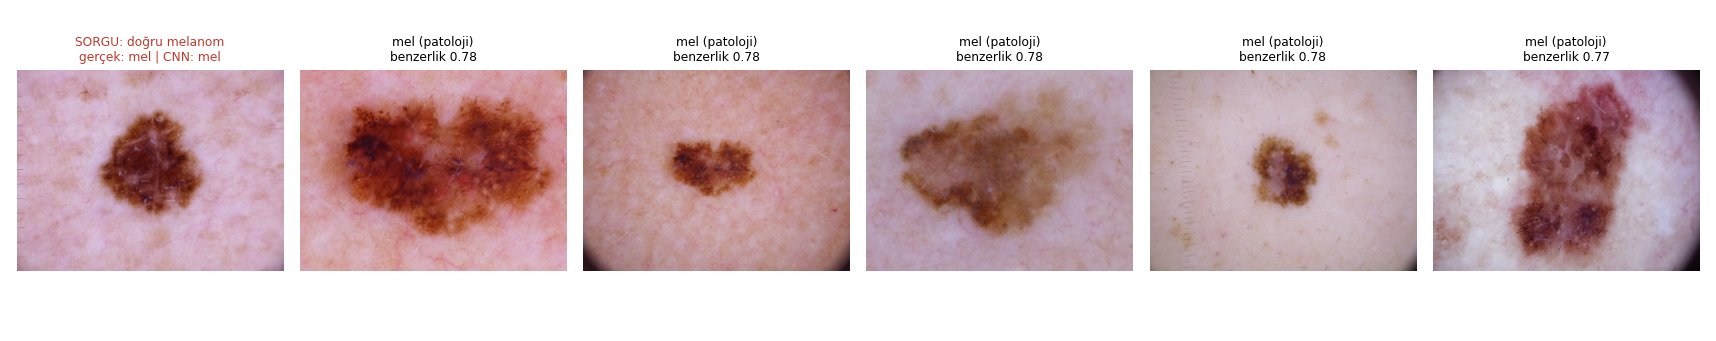 SORGU: doğru melanom
gerçek: mel | CNN: mel
mel (patoloji)
benzerlik 0.78
mel (patoloji)
benzerlik 0.78
mel (patoloji)
benzerlik 0.78
mel (patoloji)
benzerlik 0.78
mel (patoloji)
benzerlik 0.77